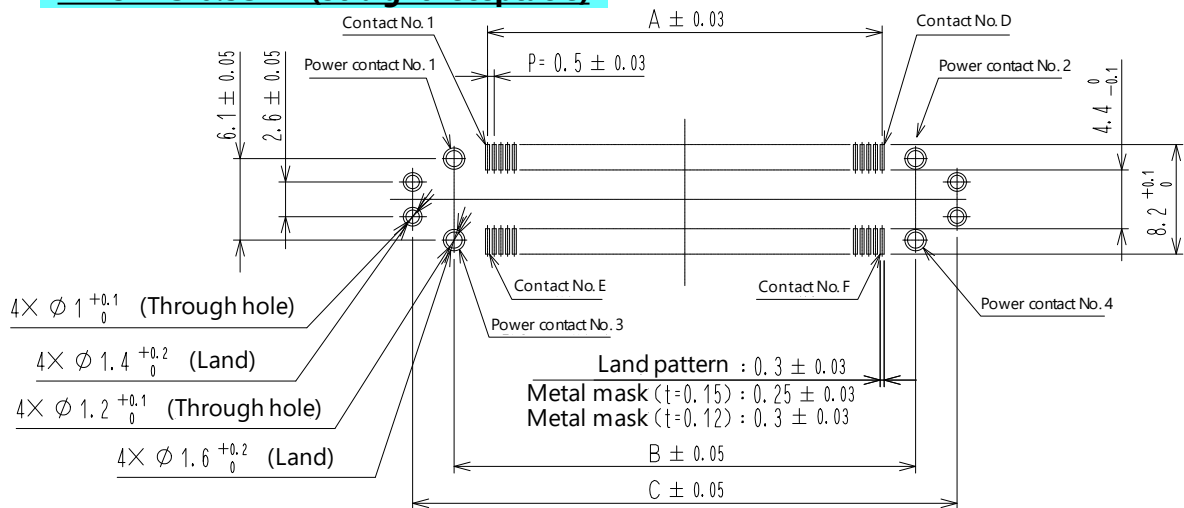 Contact No. 1
A ± 0.03
Contact No. D
Power contact No. 1
P= 0.5 ± 0.03
Power contact No. 2
6.1 ± 0.05
2.6 ± 0.05
4.4 0 -0.1
8.2 +0.1 0
Contact No. E
Contact No. F
Power contact No. 3
Power contact No. 4
4× φ 1 +0.1 0 (Through hole)
4× φ 1.4 +0.2 0 (Land)
4× φ 1.2 +0.1 0 (Through hole)
4× φ 1.6 +0.2 0 (Land)
Land pattern : 0.3 ± 0.03
Metal mask (t=0.15) : 0.25 ± 0.03
Metal mask (t=0.12) : 0.3 ± 0.03
B ± 0.05
C ± 0.05